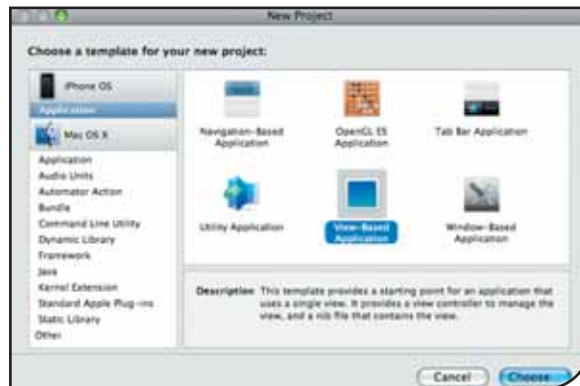 New Project
Choose a template for your new project:
iPhone OS
Application
Mac OS X
Application
Audio Units
Automator Action
Bundle
Command Line Utility
Dynamic Library
Framework
Java
Kernel Extension
Standard Apple Plug-ins
Static Library
Other
Navigation-Based
Application
OpenGL ES
Application
Tab Bar Application
Utility Application
View-Based
Application
Window-Based
Application
Description This template provides a starting point for an application that
uses a single view. It provides a view controller to manage the
view, and a nib file that contains the view.
Cancel
Choose...